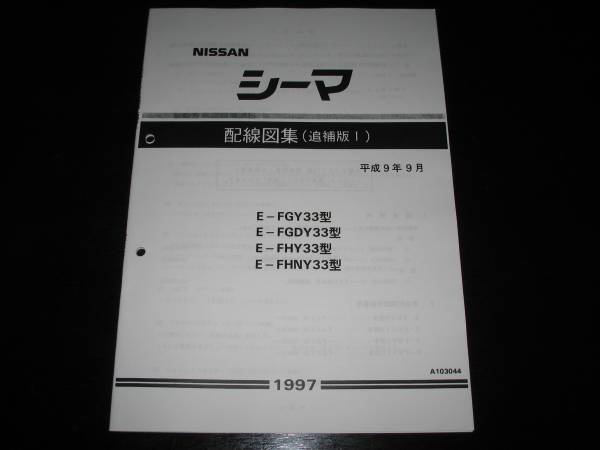 NISSAN
シーマ
配線図集(追補版Ⅰ)
平成9年9月
E-FGY33型
E-FGDY33型
E-FHY33型
E-FHNY33型
A103044
1997